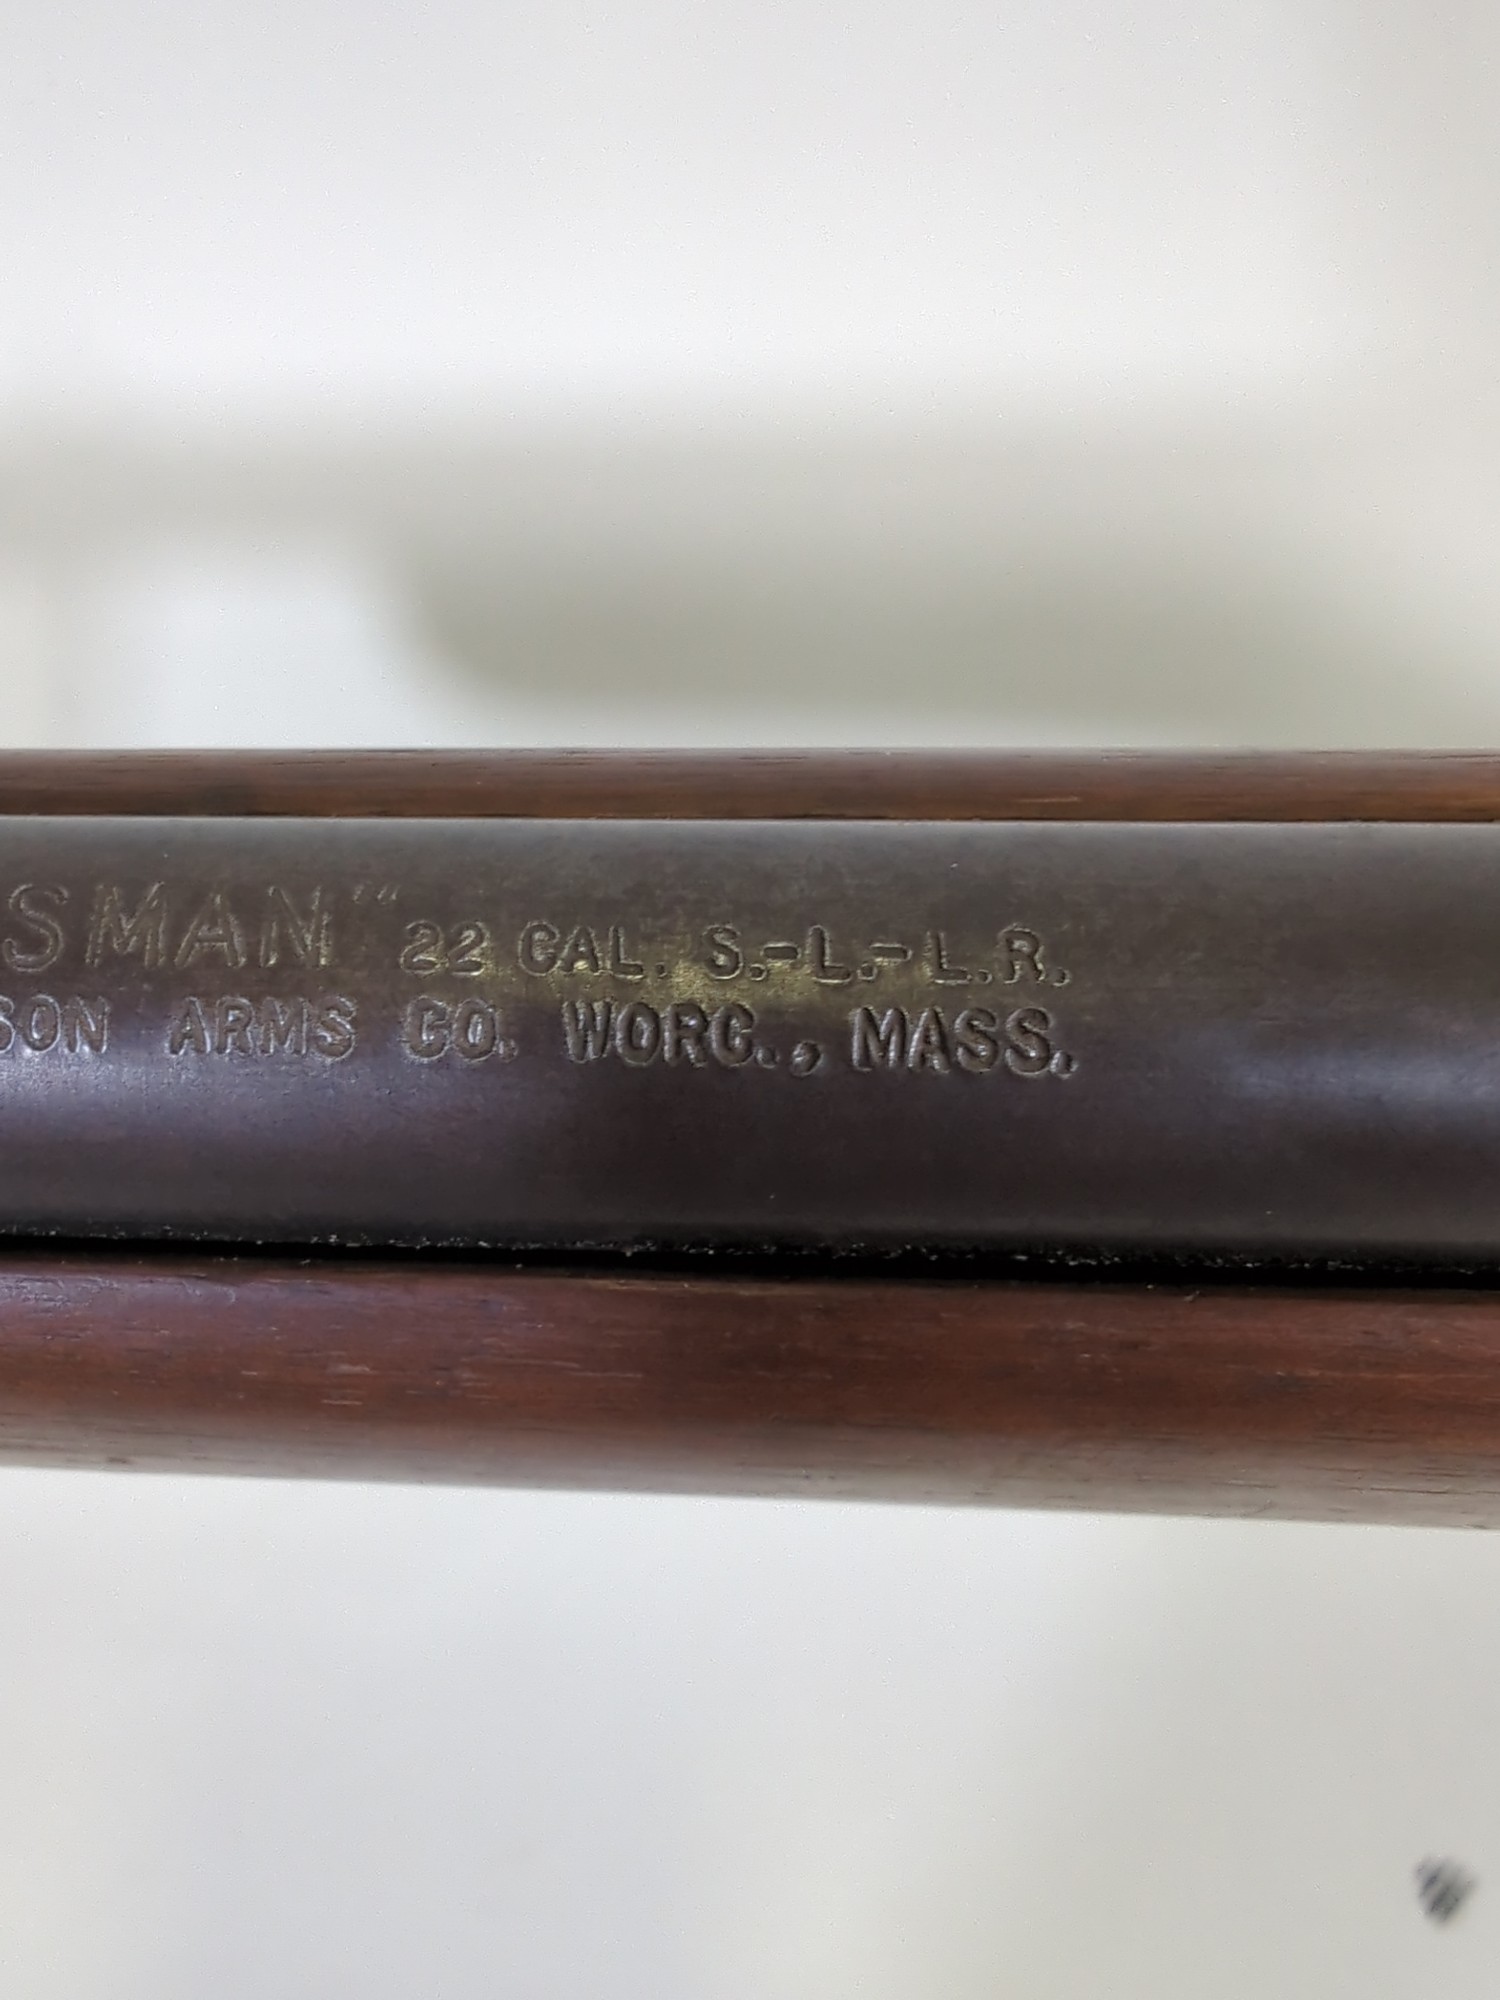 SMAN" 22 CAL. S.-L.-L.R.
SON ARMS CO. WORC., MASS.